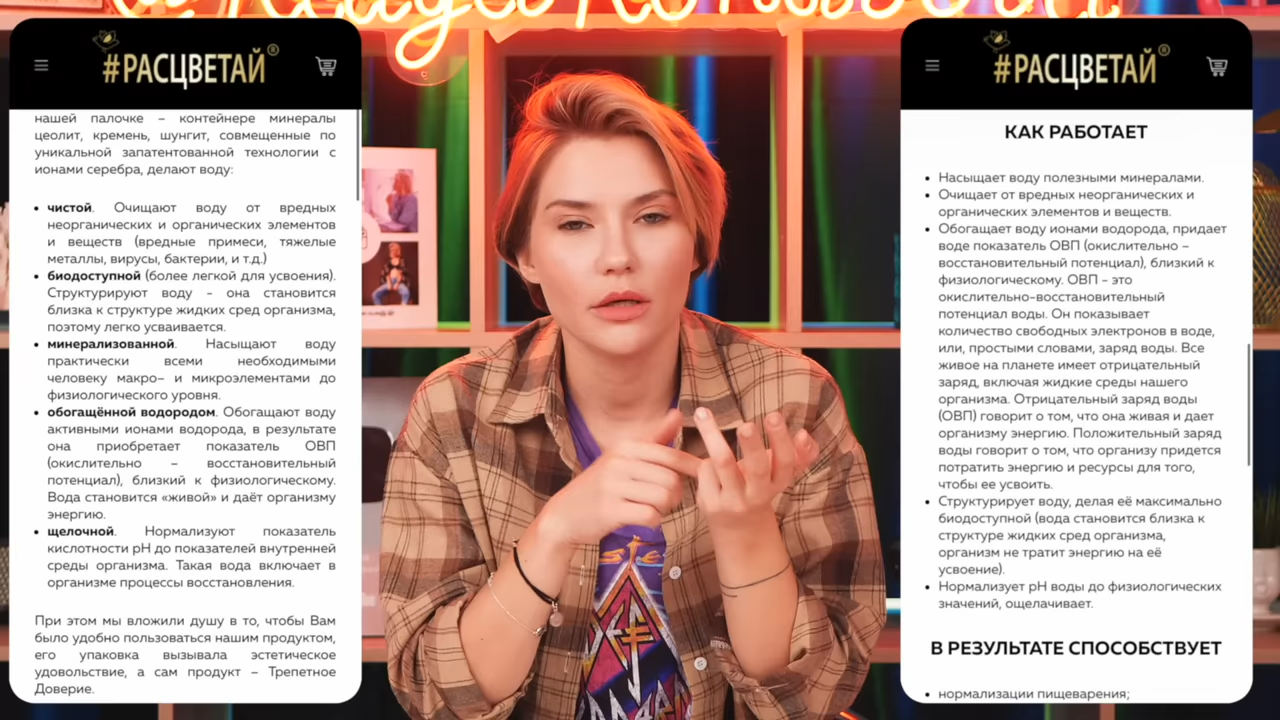 #РАСЦВЕТАЙ®
нашей палочке – контейнере минералы
цеолит, кремень, шунгит, совмещенные по
уникальной запатентованной технологии с
ионами серебра, делают воду:
• чистой. Очищают воду от вредных
неорганических и органических элементов
и веществ (вредные примеси, тяжелые
металлы, вирусы, бактерии, и т.д.)
• биодоступной (более легкой для усвоения).
Структурируют воду - она становится
близка к структуре жидких сред организма,
поэтому легко усваивается.
• минерализованной. Насыщают воду
практически всеми необходимыми
человеку макро– и микроэлементами до
физиологического уровня.
• обогащённой водородом. Обогащают воду
активными ионами водорода, в результате
она приобретает показатель ОВП
(окислительно – восстановительный
потенциал), близкий к физиологическому.
Вода становится «живой» и даёт организму
энергию.
• щелочной. Нормализуют показатель
кислотности pH до показателей внутренней
среды организма. Такая вода включает в
организме процессы восстановления.
При этом мы вложили душу в то, чтобы Вам
было удобно пользоваться нашим продуктом,
его упаковка вызывала эстетическое
удовольствие, а сам продукт – Трепетное
Доверие.
#РАСЦВЕТАЙ®
КАК РАБОТАЕТ
• Насыщает воду полезными минералами.
• Очищает от вредных неорганических и
органических элементов и веществ.
• Обогащает воду ионами водорода, придает
воде показатель ОВП (окислительно –
восстановительный потенциал), близкий к
физиологическому. ОВП - это
окислительно-восстановительный
потенциал воды. Он показывает
количество свободных электронов в воде,
или, простыми словами, заряд воды. Все
живое на планете имеет отрицательный
заряд, включая жидкие среды нашего
организма. Отрицательный заряд воды
(ОВП) говорит о том, что она живая и дает
организму энергию. Положительный заряд
воды говорит о том, что организу придется
потратить энергию и ресурсы для того,
чтобы ее усвоить.
• Структурирует воду, делая её максимально
биодоступной (вода становится близка к
структуре жидких сред организма,
организм не тратит энергию на её
усвоение).
• Нормализует pH воды до физиологических
значений, ощелачивает.
В РЕЗУЛЬТАТЕ СПОСОБСТВУЕТ
• нормализации пищеварения;